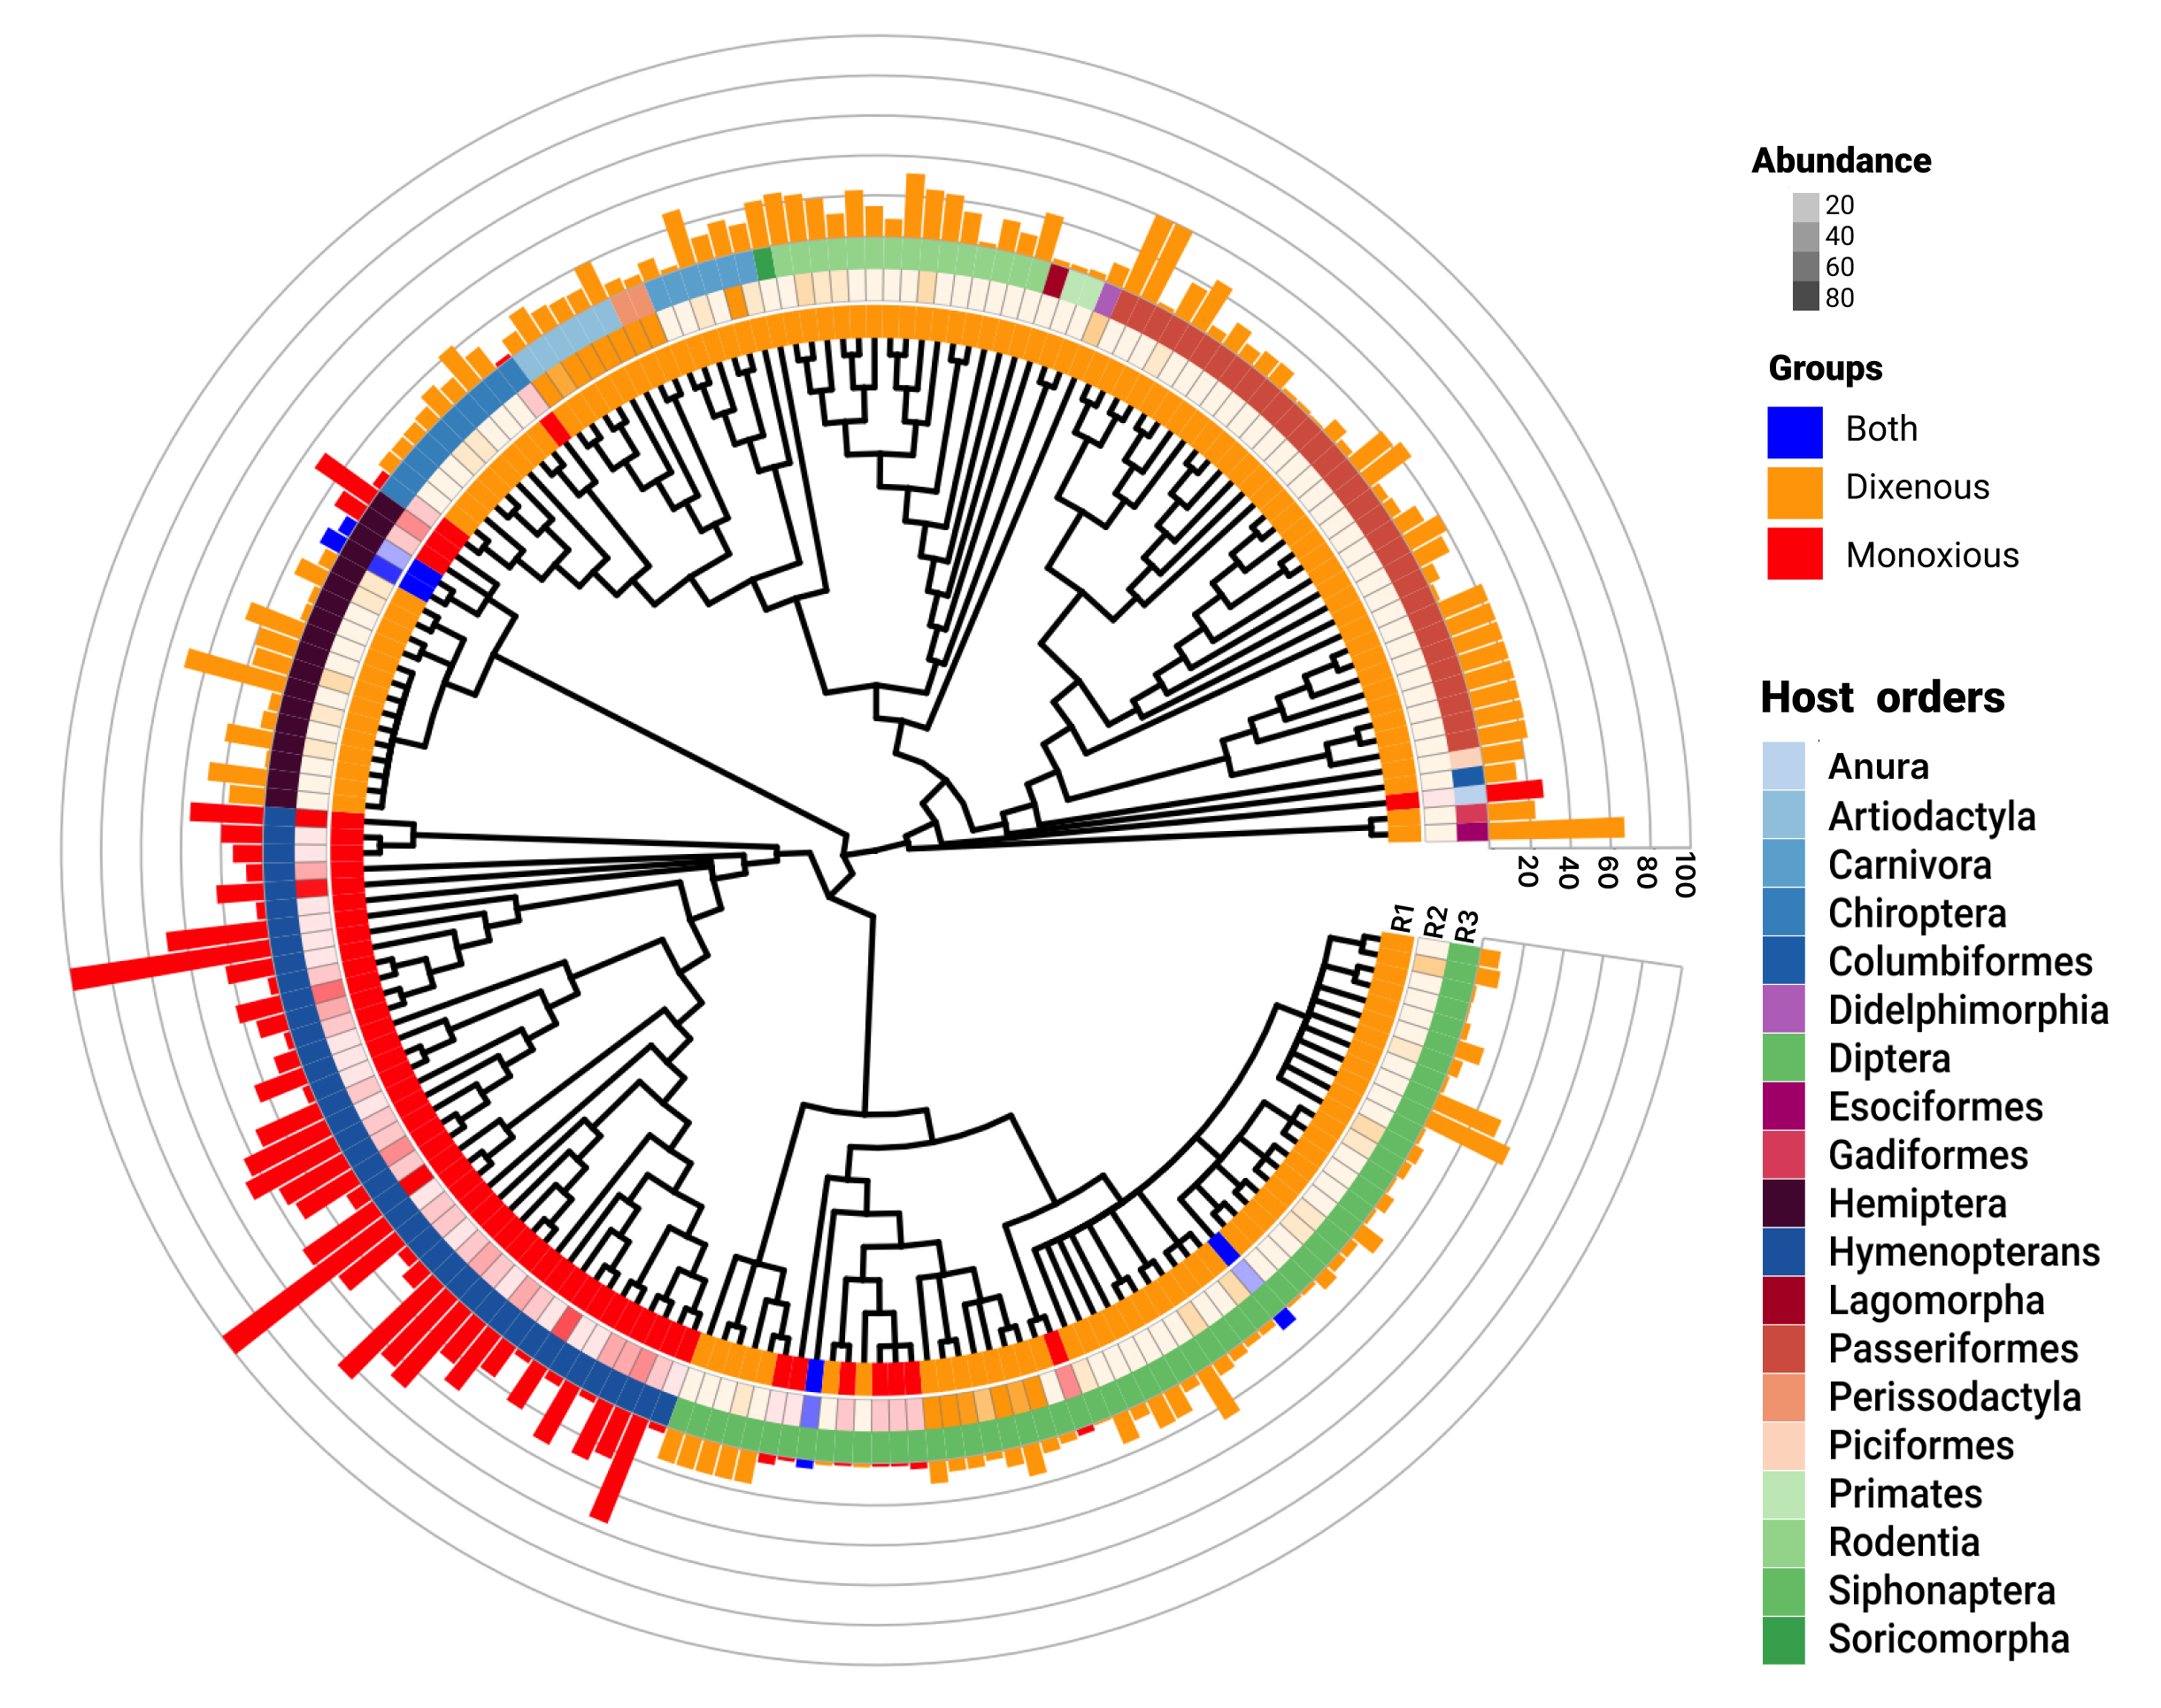 Abundance
20
40
60
80
Groups
Both
Dixenous
Monoxious
Host orders
Anura
Artiodactyla
Carnivora
Chiroptera
Columbiformes
Didelphimorphia
Diptera
Esociformes
Gadiformes
Hemiptera
Hymenopterans
Lagomorpha
Passeriformes
Perissodactyla
Piciformes
Primates
Rodentia
Siphonaptera
Soricomorpha
20
40
60
80
100
R1
R2
R3